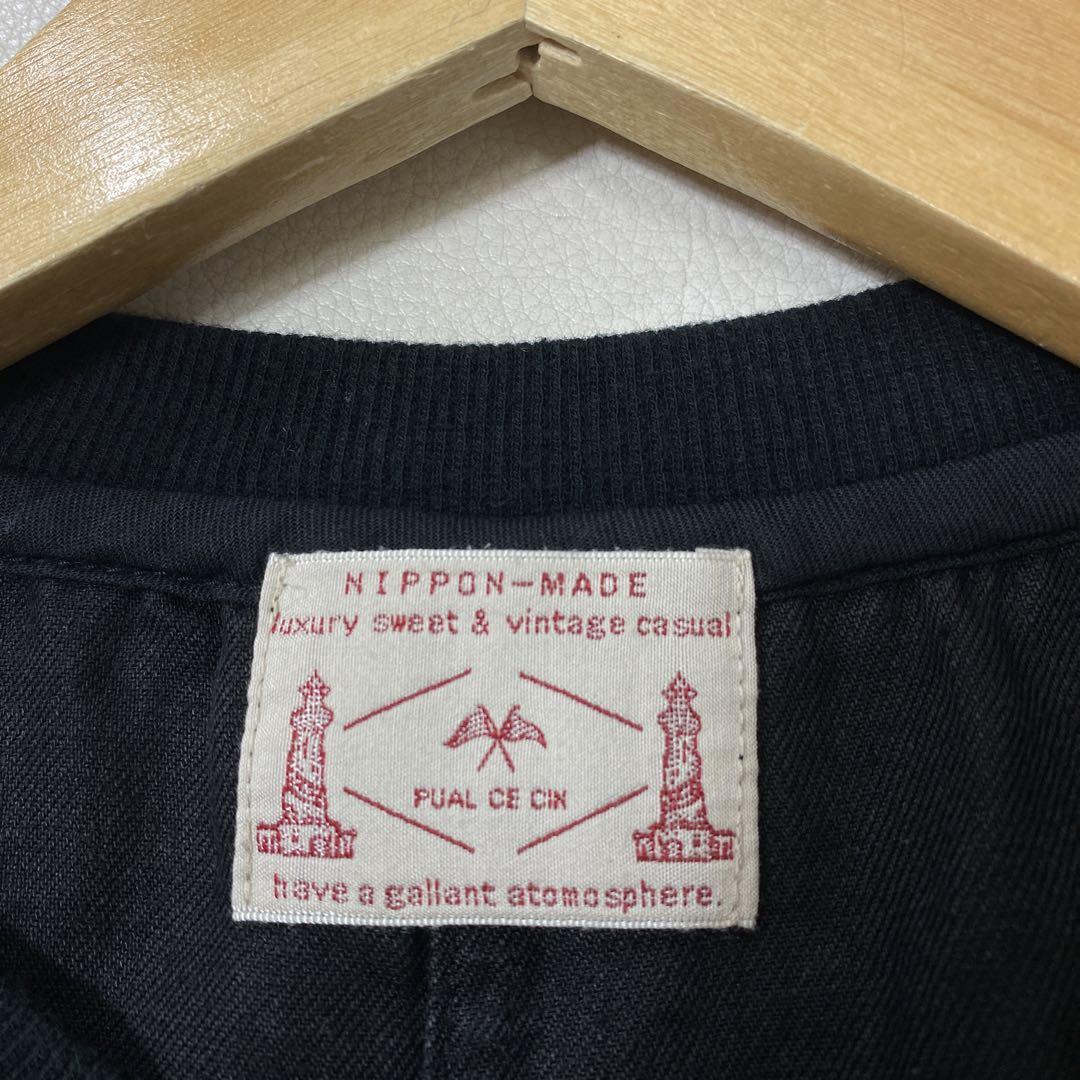 NIPPON-MADE
luxury sweet & vintage casual
PUAL CE CIN
have a gallant atomosphere.